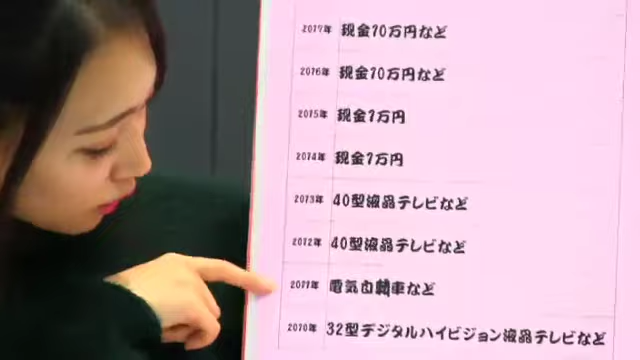 2017年 現金10万円など
2016年 現金10万円など
2015年 現金1万円
2014年 現金1万円
2013年 40型液晶テレビなど
2012年 40型液晶テレビなど
2011年 電気自動車など
2010年 32型デジタルハイビジョン液晶テレビなど